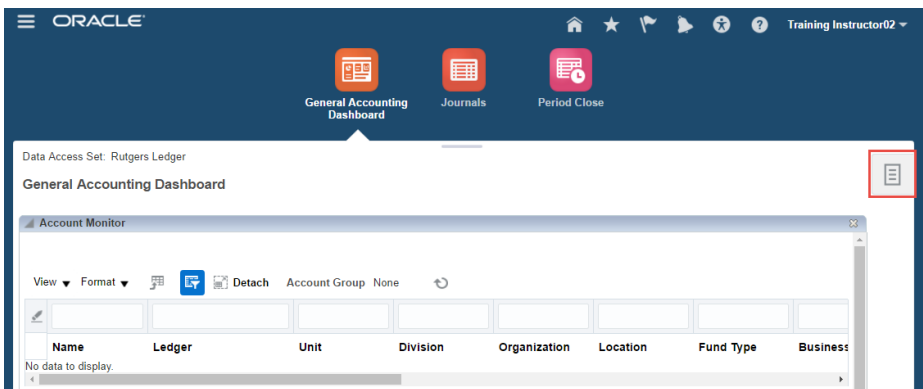 ORACLE
Training Instructor02
General Accounting Dashboard
Journals
Period Close
Data Access Set: Rutgers Ledger
General Accounting Dashboard
Account Monitor
View Format Detach Account Group None
Name Ledger Unit Division Organization Location Fund Type Business
No data to display.